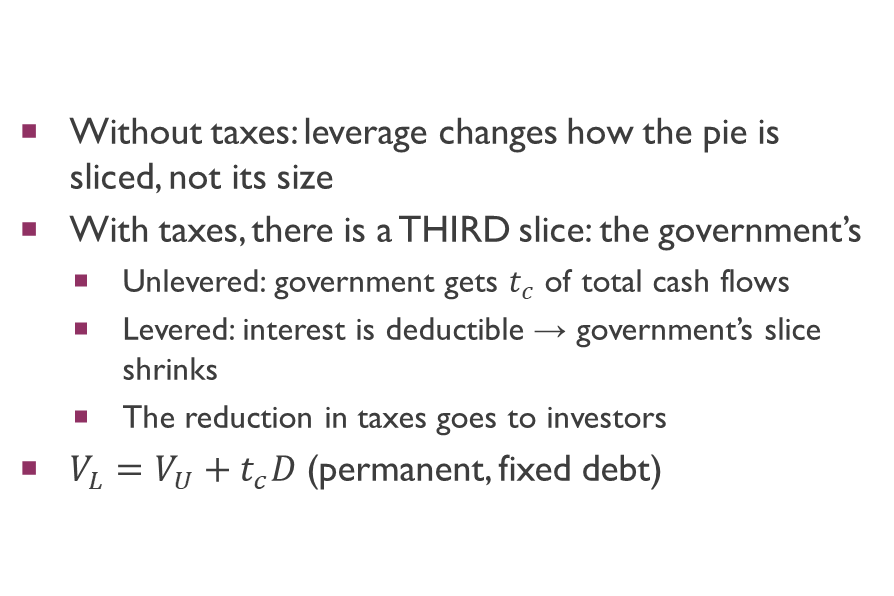 ▪ Without taxes: leverage changes how the pie is
sliced, not its size
▪ With taxes, there is a THIRD slice: the government’s
▪ Unlevered: government gets t_c of total cash flows
▪ Levered: interest is deductible → government’s slice
shrinks
▪ The reduction in taxes goes to investors
▪ V_L = V_U + t_c D (permanent, fixed debt)